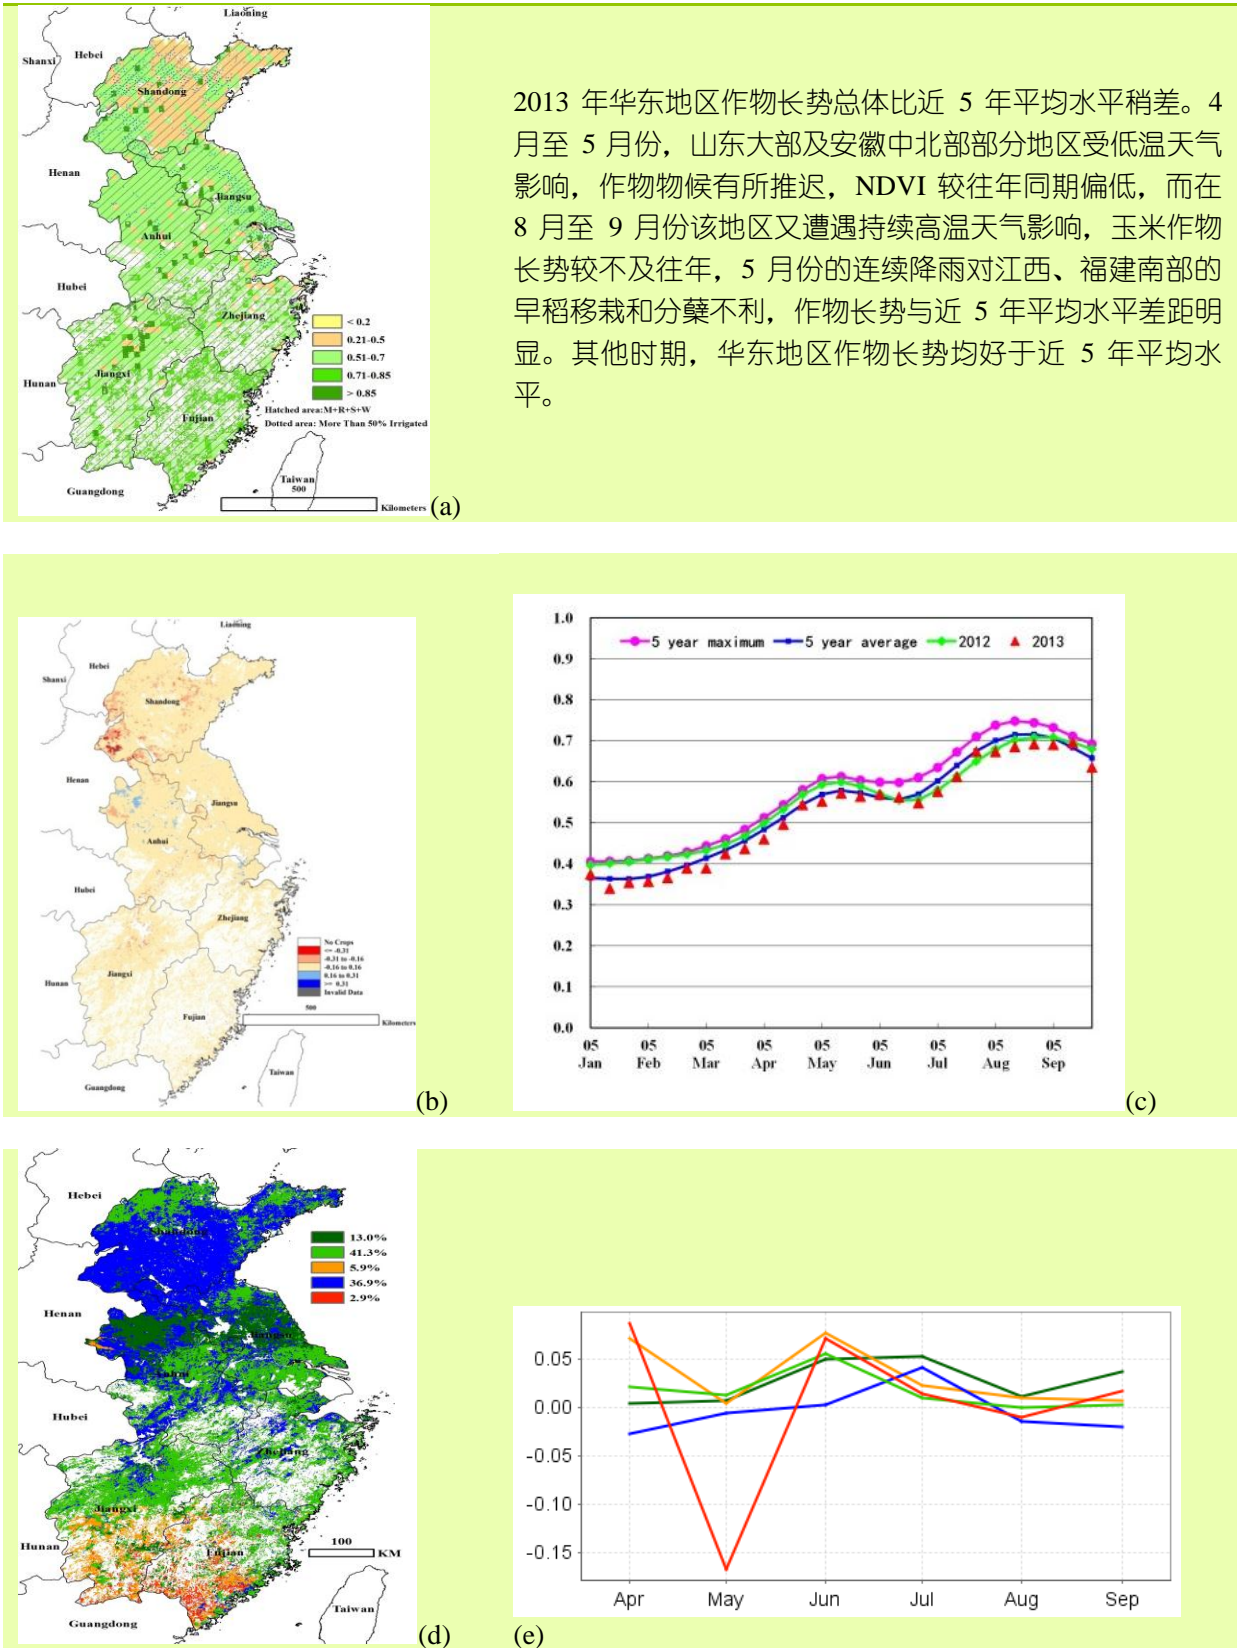 Liaoning
Hebei
Shanxi
Shandong
Henan
Jiangsu
Anhui
Hubei
Zhejiang
< 0.2
0.21-0.5
0.51-0.7
0.71-0.85
> 0.85
Jiangxi
Hunan
Fujian
Hatched area:M+R+S+W
Dotted area: More Than 50% Irrigated
Guangdong
Taiwan
500
Kilometers
(a)
2013 年华东地区作物长势总体比近 5 年平均水平稍差。4
月至 5 月份，山东大部及安徽中北部部分地区受低温天气
影响，作物物候有所推迟，NDVI 较往年同期偏低，而在
8 月至 9 月份该地区又遭遇持续高温天气影响，玉米作物
长势较不及往年，5 月份的连续降雨对江西、福建南部的
早稻移栽和分蘖不利，作物长势与近 5 年平均水平差距明
显。其他时期，华东地区作物长势均好于近 5 年平均水
平。
Liaoning
Hebei
Shanxi
Shandong
Henan
Jiangsu
Anhui
Hubei
Zhejiang
No Crops
<= -0.31
-0.31 to -0.16
-0.16 to 0.16
0.16 to 0.31
>= 0.31
Invalid Data
Jiangxi
Hunan
Fujian
500
Kilometers
Taiwan
Guangdong
(b)
5 year maximum 5 year average 2012 2013
1.0
0.9
0.8
0.7
0.6
0.5
0.4
0.3
0.2
0.1
0.0
05 05 05 05 05 05 05 05 05
Jan Feb Mar Apr May Jun Jul Aug Sep
(c)
Hebei
Shandong
13.0%
41.3%
5.9%
36.9%
2.9%
Henan
Jiangsu
Anhui
Hubei
Zhejiang
Jiangxi
Hunan
Fujian
100
KM
Taiwan
Guangdong
(d)
0.05
0.00
-0.05
-0.10
-0.15
Apr May Jun Jul Aug Sep
(e)